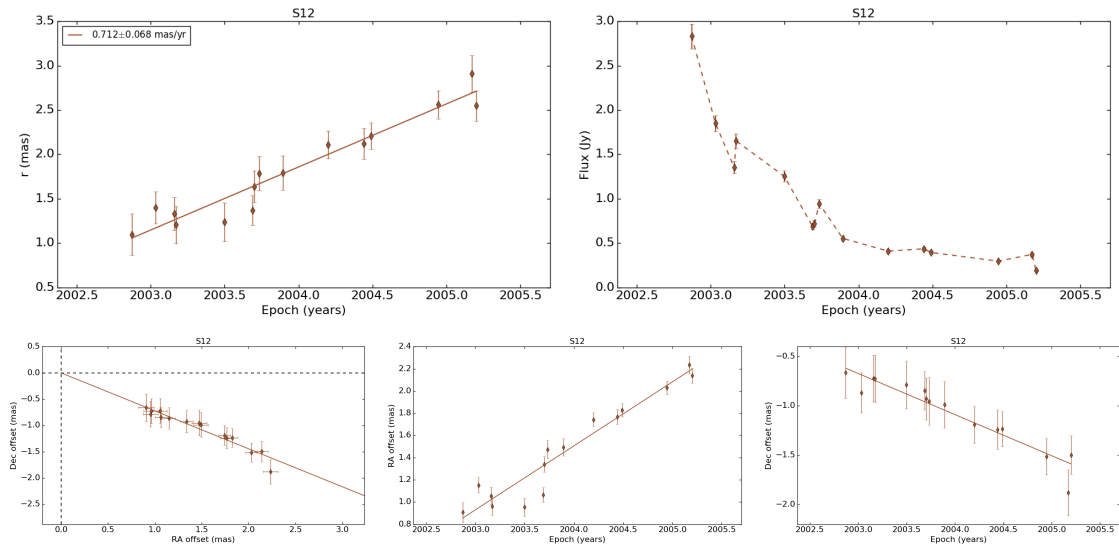 S12
0.712±0.068 mas/yr
3.5
3.0
2.5
2.0
1.5
1.0
0.5
r (mas)
2002.5 2003.0 2003.5 2004.0 2004.5 2005.0 2005.5
Epoch (years)
S12
3.0
2.5
2.0
1.5
1.0
0.5
0.0
Flux (Jy)
2002.5 2003.0 2003.5 2004.0 2004.5 2005.0 2005.5
Epoch (years)
S12
0.5
0.0
−0.5
−1.0
−1.5
−2.0
−2.5
Dec offset (mas)
0.0 0.5 1.0 1.5 2.0 2.5 3.0
RA offset (mas)
S12
2.4
2.2
2.0
1.8
1.6
1.4
1.2
1.0
0.8
RA offset (mas)
2002.5 2003.0 2003.5 2004.0 2004.5 2005.0 2005.5
Epoch (years)
S12
−0.5
−1.0
−1.5
−2.0
Dec offset (mas)
2002.5 2003.0 2003.5 2004.0 2004.5 2005.0 2005.5
Epoch (years)